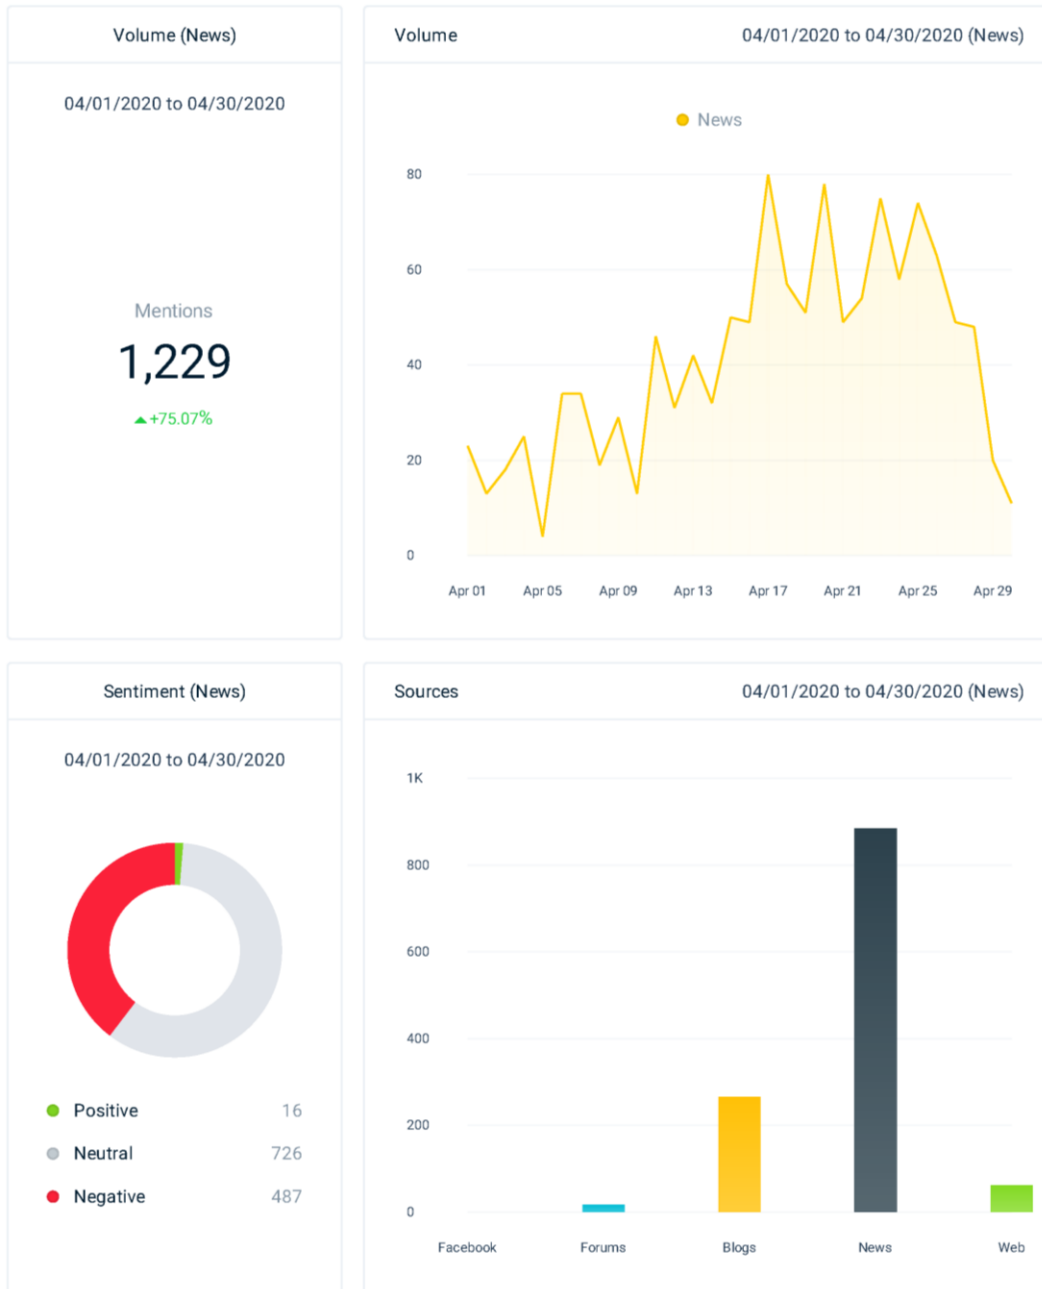 Volume (News)
04/01/2020 to 04/30/2020
Mentions
1,229
+75.07%
Volume
04/01/2020 to 04/30/2020 (News)
News
80
60
40
20
0
Apr 01
Apr 05
Apr 09
Apr 13
Apr 17
Apr 21
Apr 25
Apr 29
Sentiment (News)
04/01/2020 to 04/30/2020
Positive 16
Neutral 726
Negative 487
Sources
04/01/2020 to 04/30/2020 (News)
1K
800
600
400
200
0
Facebook
Forums
Blogs
News
Web